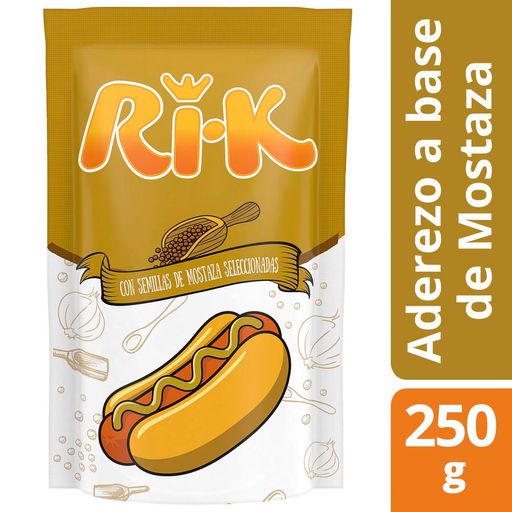 Ri•K
CON SEMILLAS DE MOSTAZA SELECCIONADAS
Aderezo a base
de Mostaza
250
g